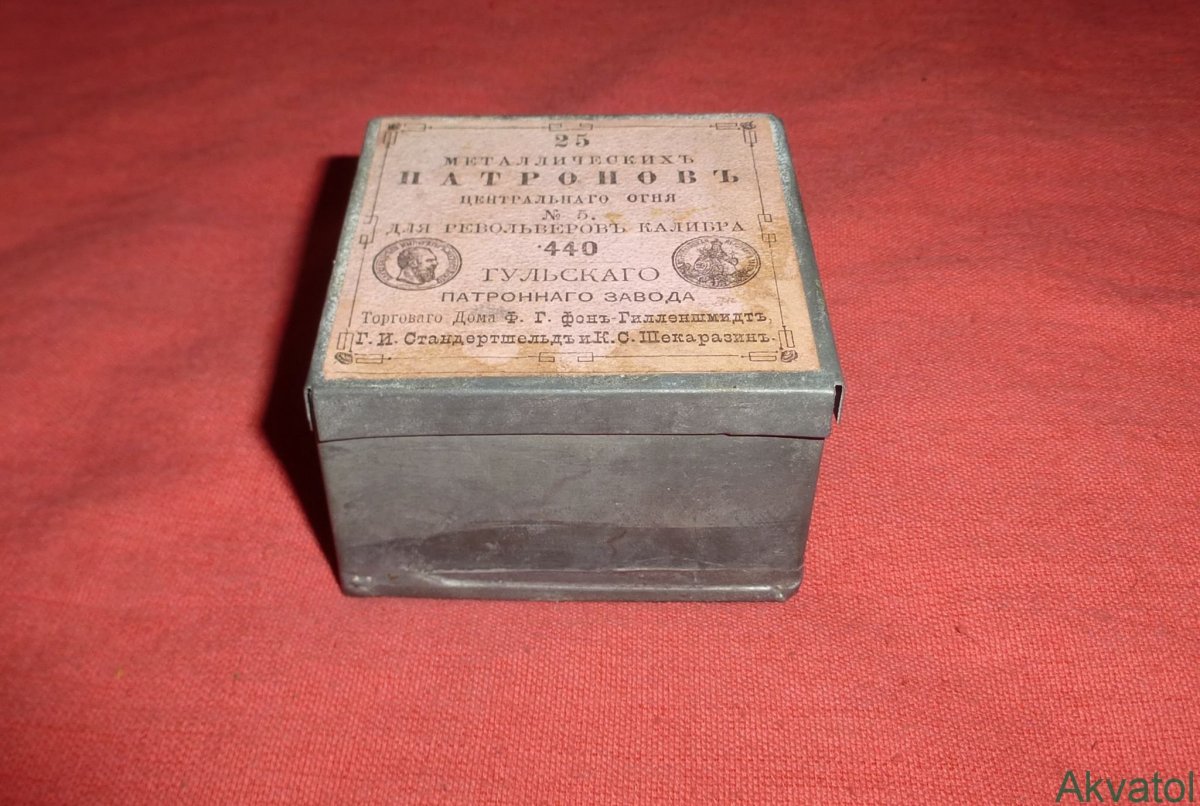 25
МЕТАЛЛИЧЕСКИХЪ
ПАТРОНОВЪ
ЦЕНТРАЛЬНАГО ОГНЯ
№ 5.
ДЛЯ РЕВОЛЬВЕРОВЪ КАЛИБРА
·440
ТУЛЬСКАГО
ПАТРОННАГО ЗАВОДА
Торговаго Дома Ф. Г. фонъ-Гилленшмидтъ,
Г. И. Стандертшельдъ и К. С. Шекаразинъ.
Akvatol